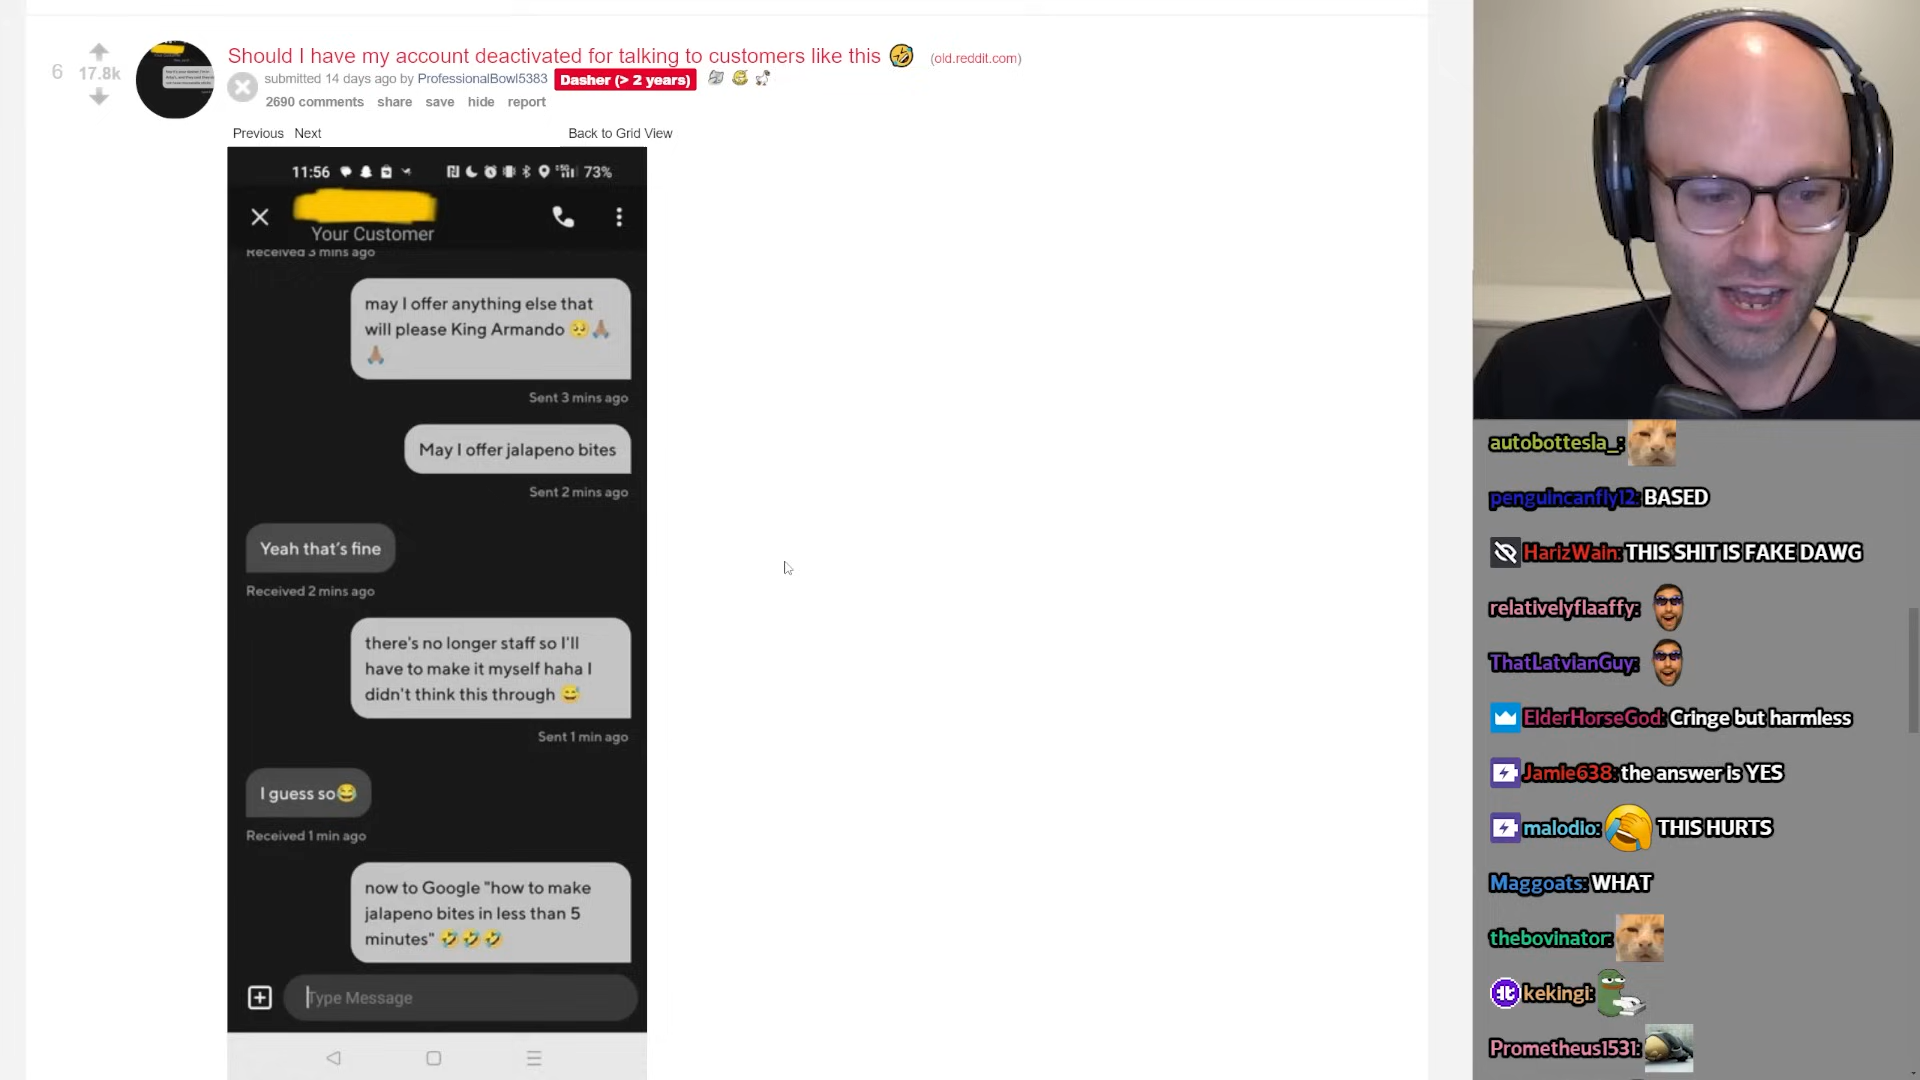 Should I have my account deactivated for talking to customers like this 🤣 (old.reddit.com)
6
17.8k
submitted 14 days ago by ProfessionalBowl5383 Dasher (> 2 years)
2690 comments share save hide report
Previous Next Back to Grid View
11:56 73%
Your Customer
Received 3 mins ago
may I offer anything else that
will please King Armando 🥺🙏🏽
🙏🏽
Sent 3 mins ago
May I offer jalapeno bites
Sent 2 mins ago
Yeah that's fine
Received 2 mins ago
there's no longer staff so I'll
have to make it myself haha I
didn't think this through 😅
Sent 1 min ago
I guess so😂
Received 1 min ago
now to Google "how to make
jalapeno bites in less than 5
minutes" 🤣🤣🤣
Type Message
autobottesla_:
penguincanfly12: BASED
HarizWain: THIS SHIT IS FAKE DAWG
relativelyflaaffy:
ThatLatvianGuy:
ElderHorseGod: Cringe but harmless
Jamie638: the answer is YES
malodio: THIS HURTS
Maggoats: WHAT
thebovinator:
kekingi:
Prometheus1531: